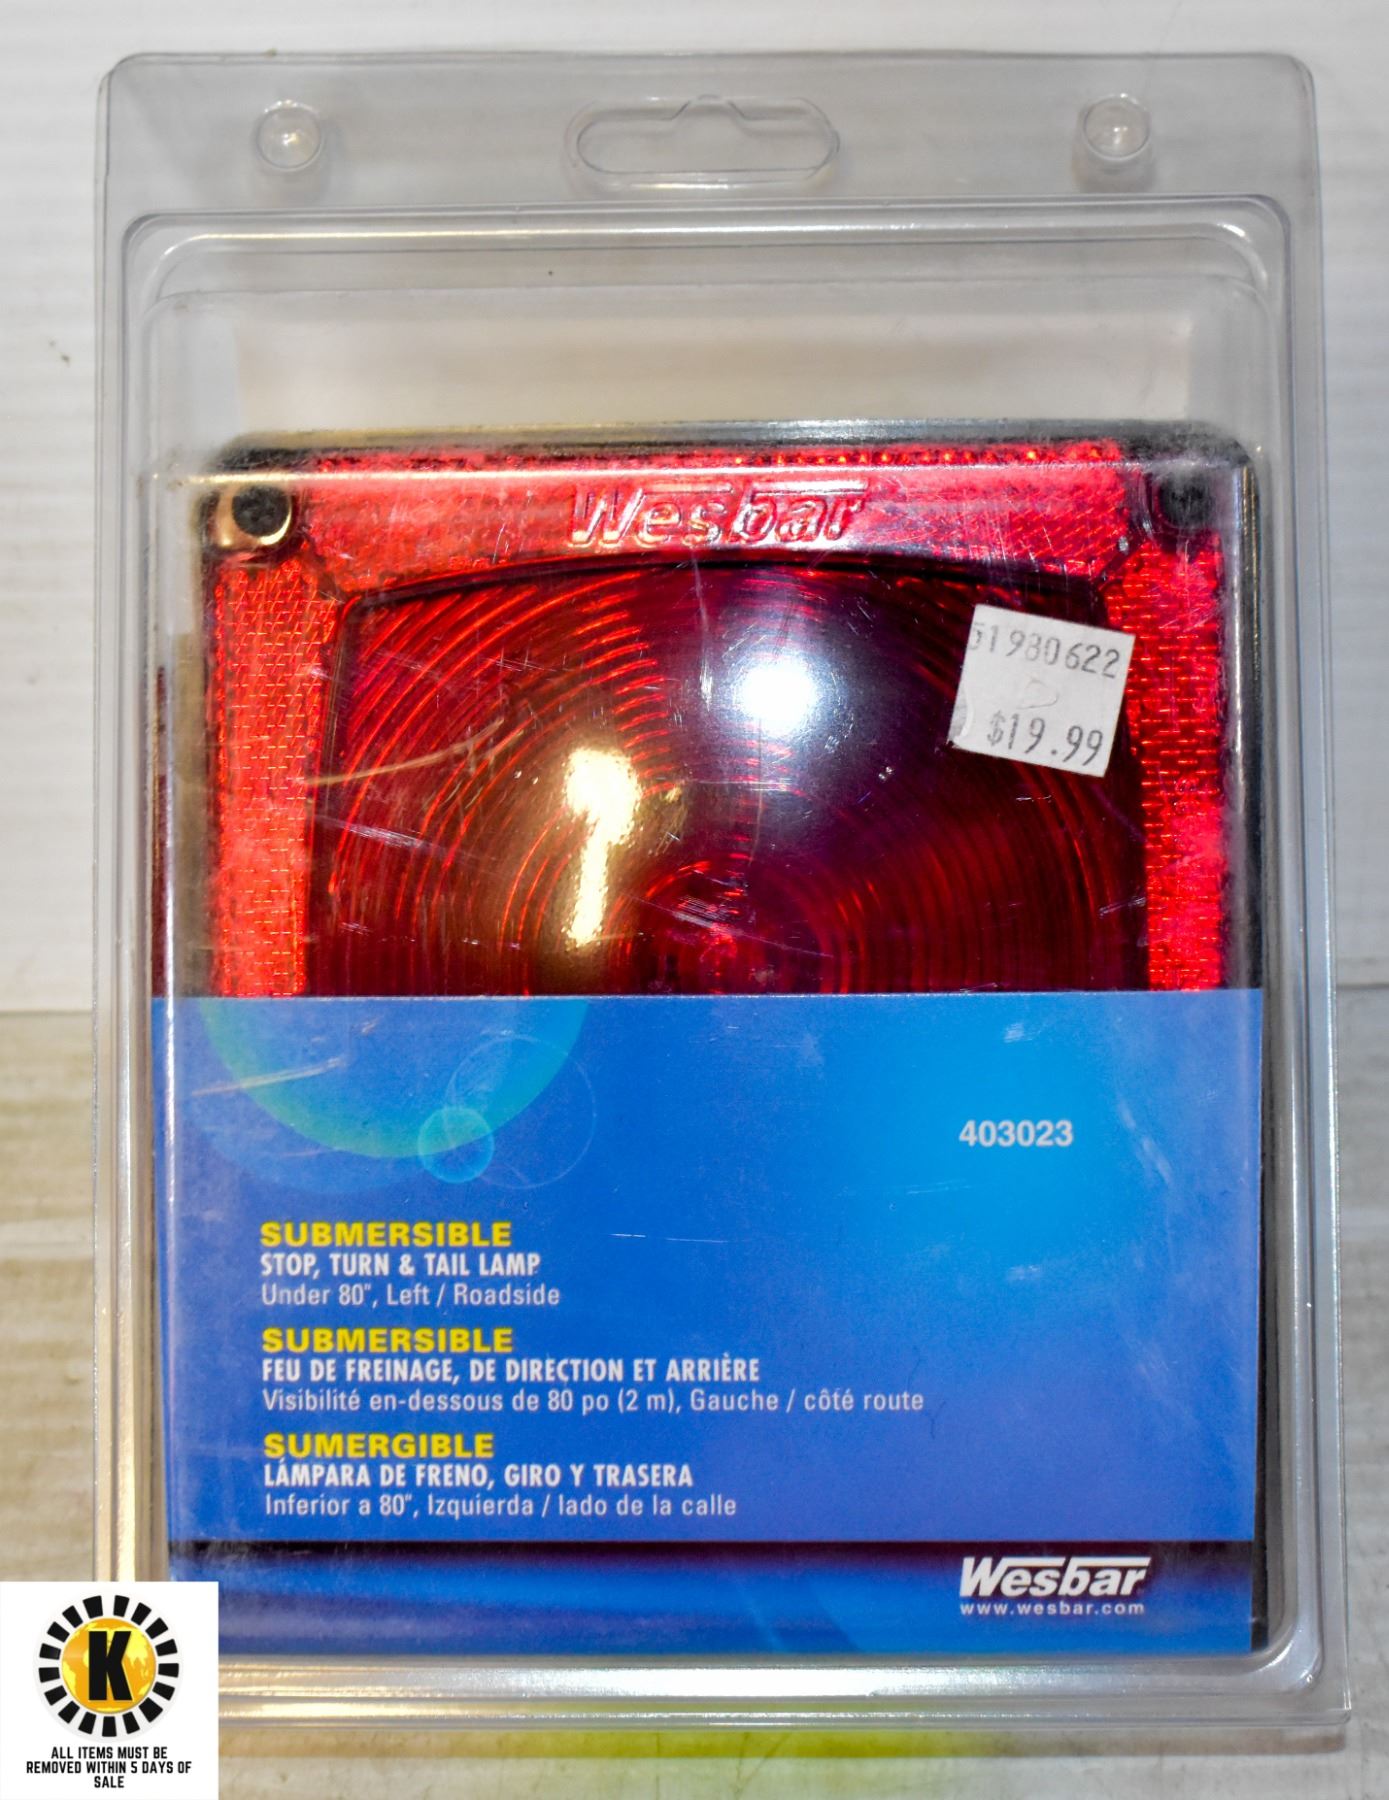 Wesbar
51980622
$19.99
403023
SUBMERSIBLE
STOP, TURN & TAIL LAMP
Under 80", Left / Roadside
SUBMERSIBLE
FEU DE FREINAGE, DE DIRECTION ET ARRIÈRE
Visibilité en-dessous de 80 po (2 m), Gauche / côté route
SUMERGIBLE
LÁMPARA DE FRENO, GIRO Y TRASERA
Inferior a 80", Izquierda / lado de la calle
Wesbar
www.wesbar.com
K
ALL ITEMS MUST BE
REMOVED WITHIN 5 DAYS OF
SALE